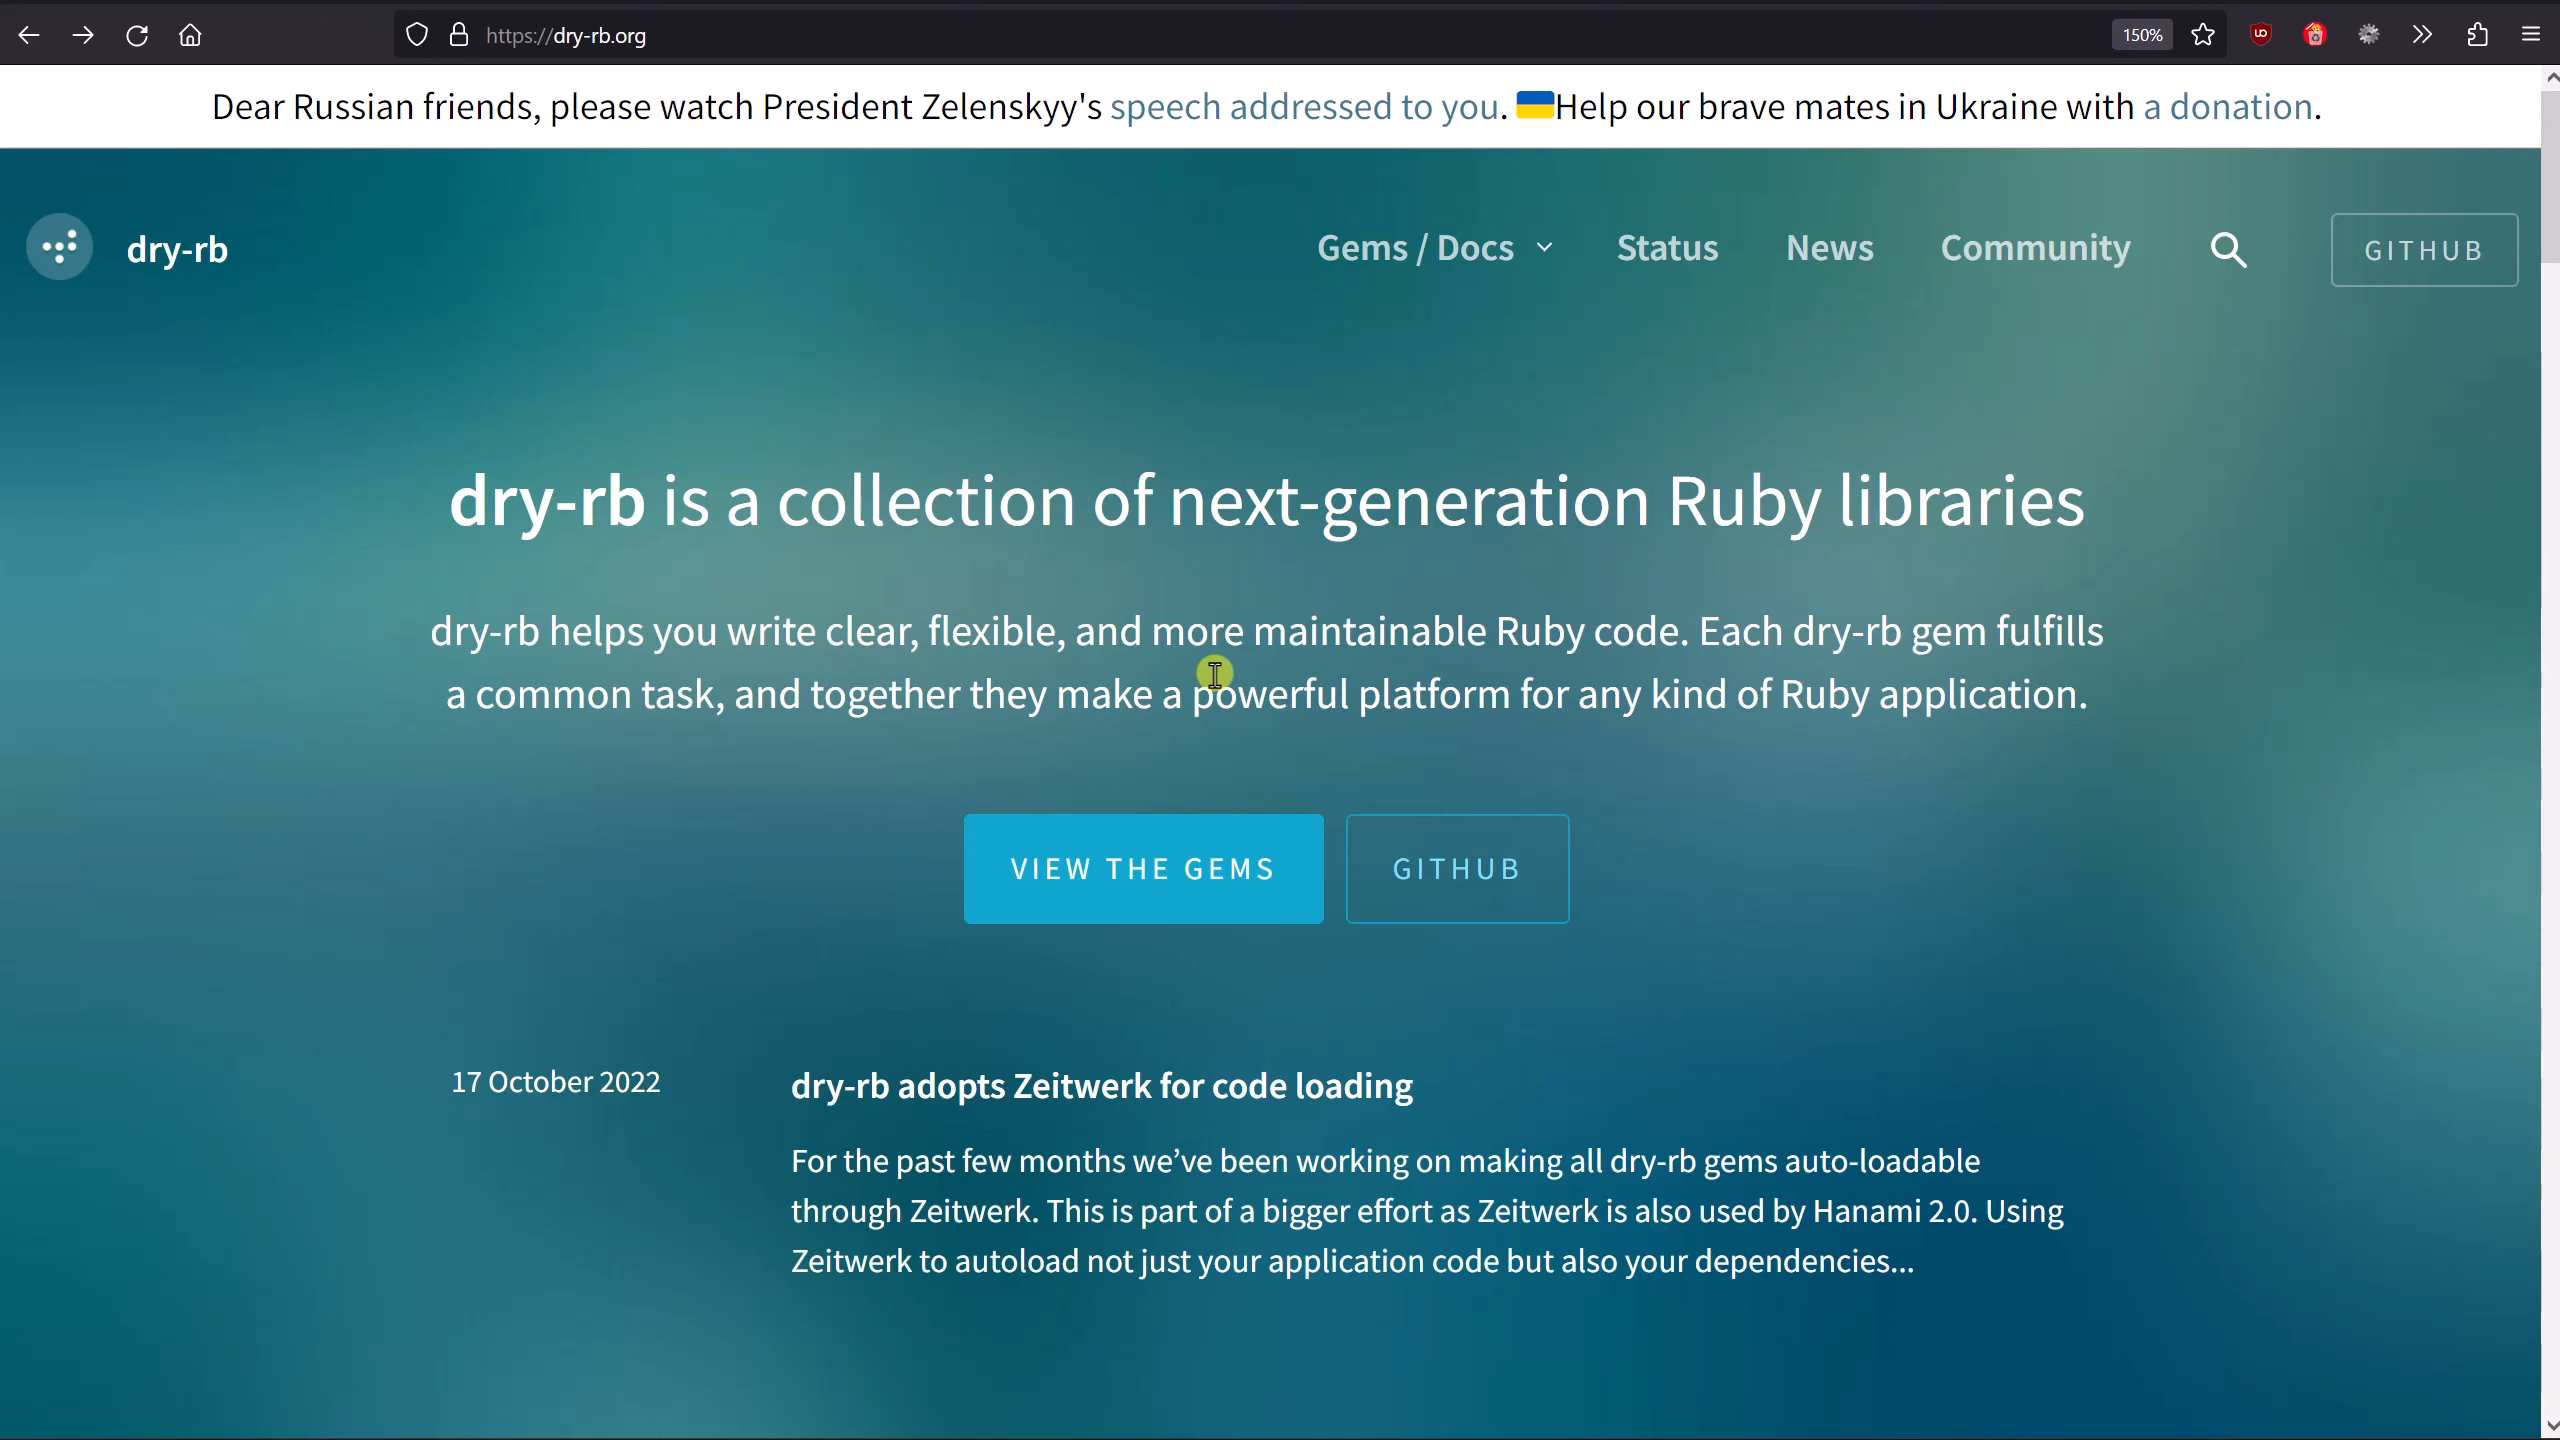 https://dry-rb.org
150%
Dear Russian friends, please watch President Zelenskyy's speech addressed to you. 🇺🇦Help our brave mates in Ukraine with a donation.
dry-rb
Gems / Docs
Status
News
Community
GITHUB
dry-rb is a collection of next-generation Ruby libraries
dry-rb helps you write clear, flexible, and more maintainable Ruby code. Each dry-rb gem fulfills
a common task, and together they make a powerful platform for any kind of Ruby application.
VIEW THE GEMS
GITHUB
17 October 2022
dry-rb adopts Zeitwerk for code loading
For the past few months we’ve been working on making all dry-rb gems auto-loadable
through Zeitwerk. This is part of a bigger effort as Zeitwerk is also used by Hanami 2.0. Using
Zeitwerk to autoload not just your application code but also your dependencies...